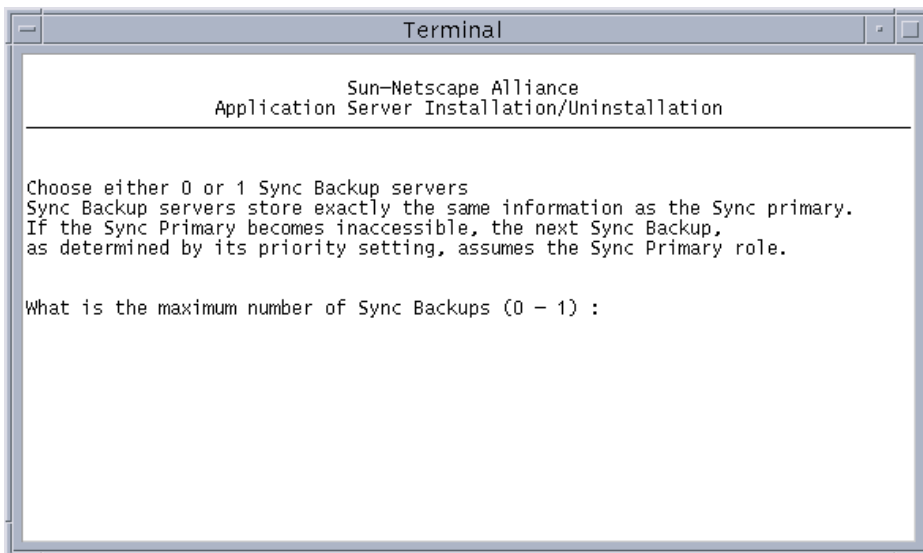 Terminal
Sun-Netscape Alliance
Application Server Installation/Uninstallation
Choose either 0 or 1 Sync Backup servers
Sync Backup servers store exactly the same information as the Sync primary.
If the Sync Primary becomes inaccessible, the next Sync Backup,
as determined by its priority setting, assumes the Sync Primary role.
What is the maximum number of Sync Backups (0 - 1) :